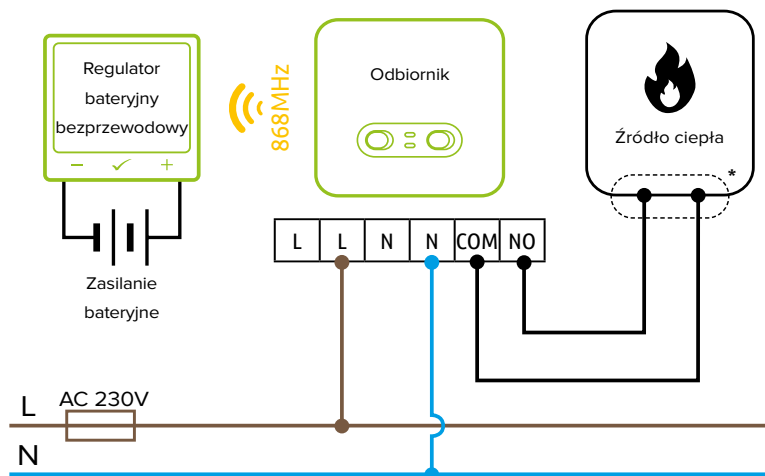 Regulator
bateryjny
bezprzewodowy
868MHz
Odbiornik
Źródło ciepła
*
L L N N COM NO
Zasilanie
bateryjne
AC 230V
L
N